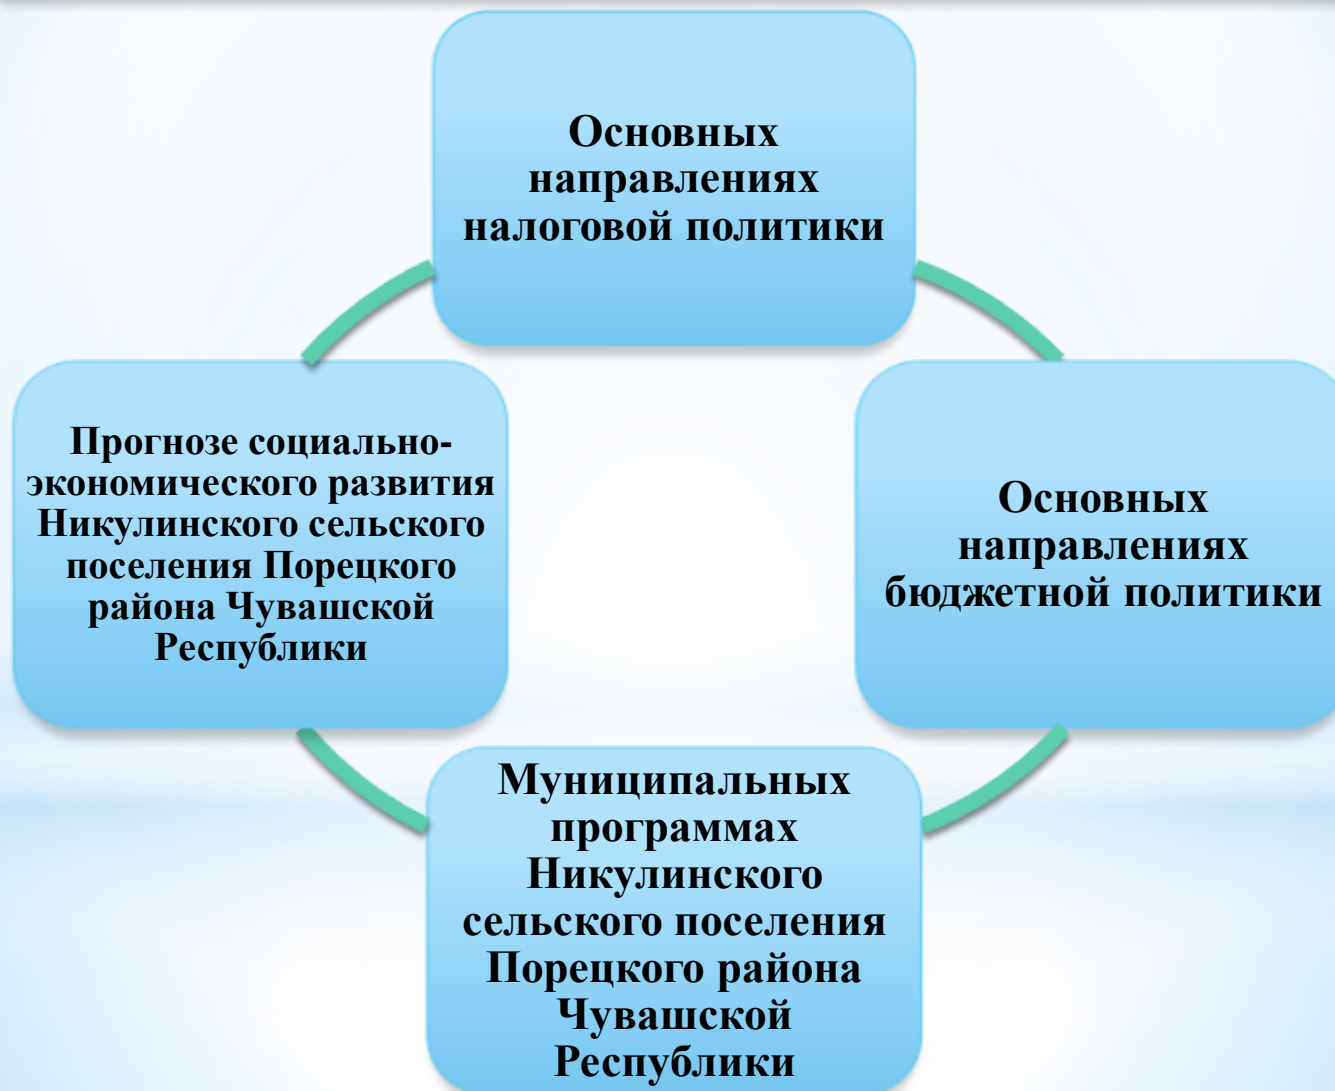 Основных
направлениях
налоговой политики
Прогнозе социально-
экономического развития
Никулинского сельского
поселения Порецкого
района Чувашской
Республики
Основных
направлениях
бюджетной политики
Муниципальных
программах
Никулинского
сельского поселения
Порецкого района
Чувашской
Республики